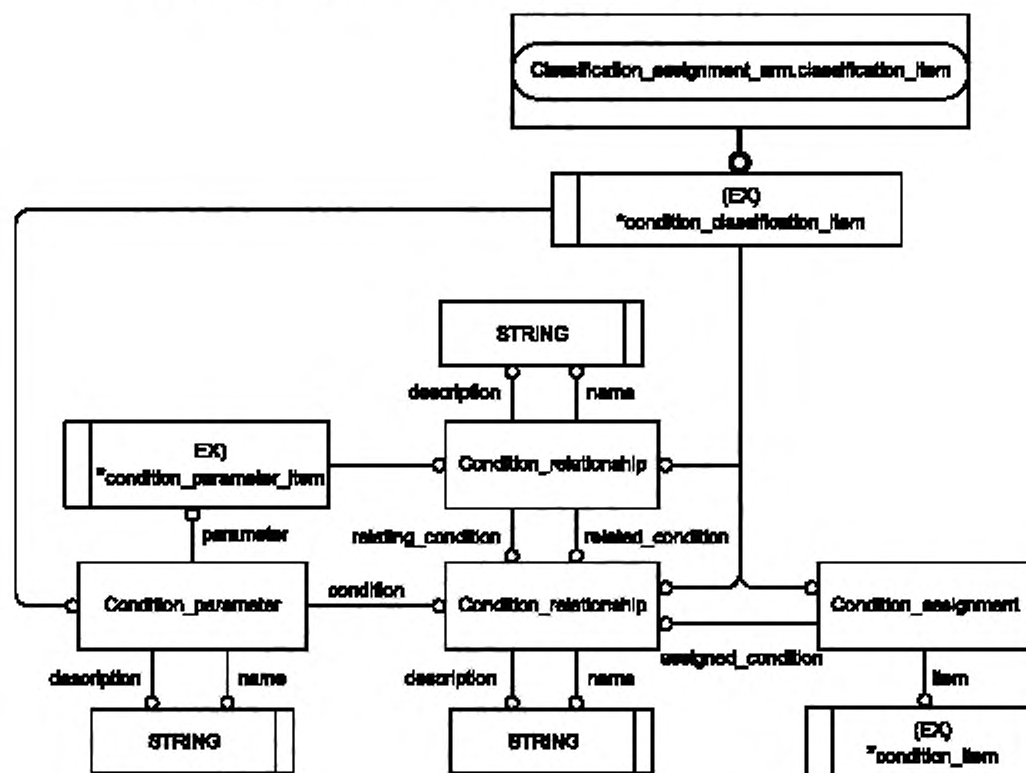 Classification_assignment_arm.classification_item
(EX)
*condition_classification_item
STRING
description
name
EX)
*condition_parameter_item
Condition_relationship
parameter
relating_condition
related_condition
Condition_parameter
condition
Condition_relationship
Condition_assignment
assigned_condition
description
name
description
name
item
STRING
STRING
(EX)
*condition_item